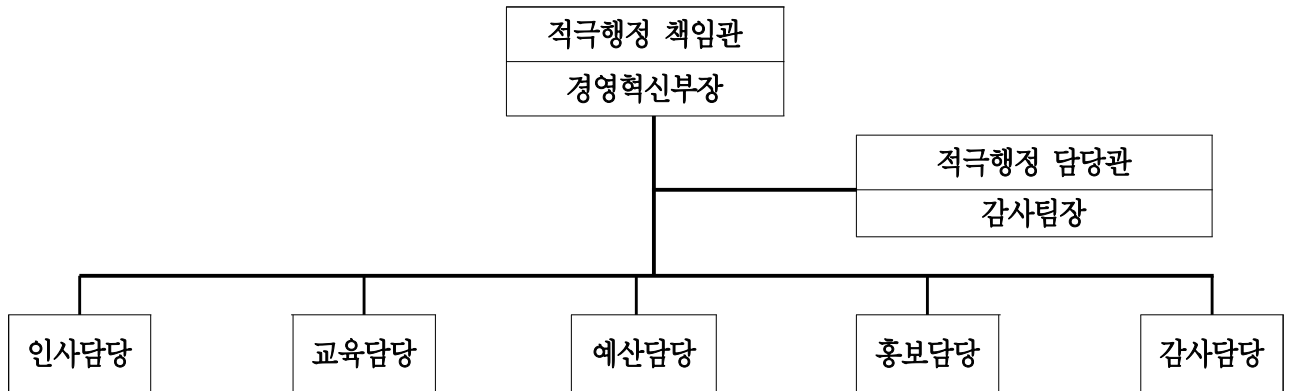 적극행정 책임관
경영혁신부장
적극행정 담당관
감사팀장
인사담당
교육담당
예산담당
홍보담당
감사담당